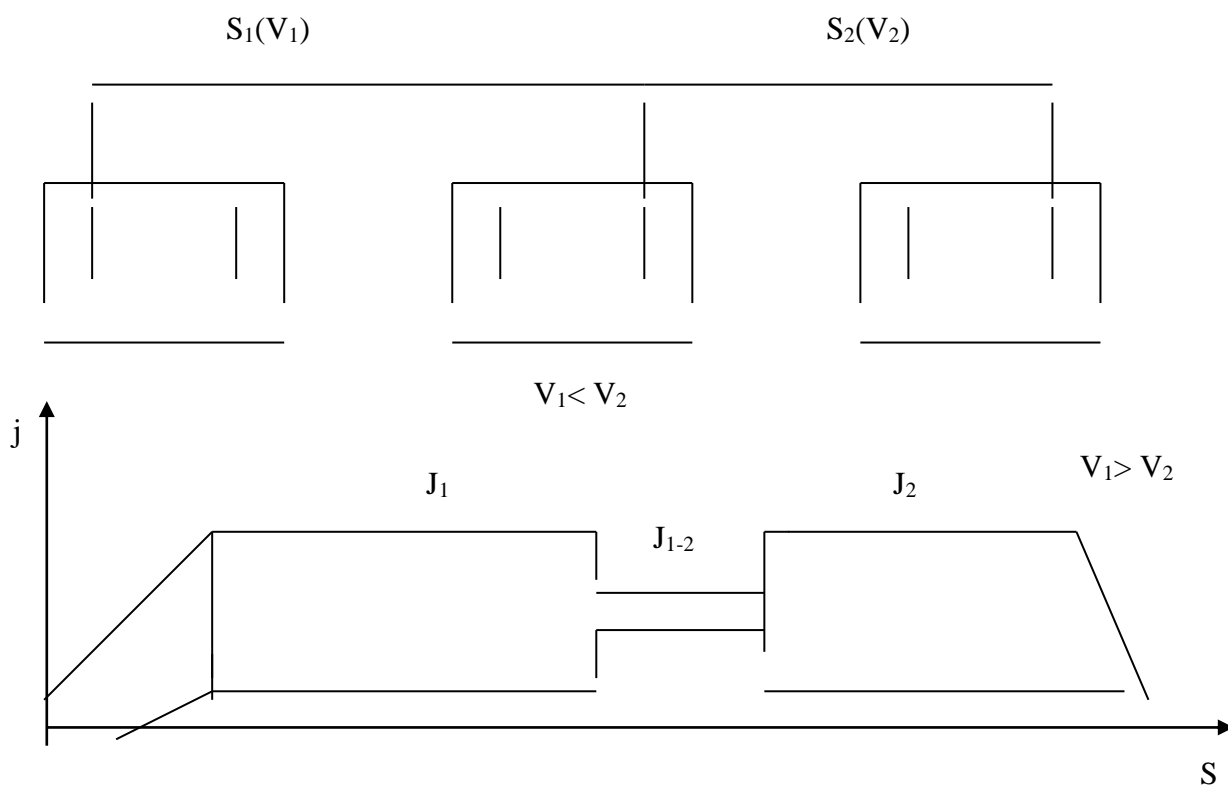 S₁(V₁) S₂(V₂)
V₁< V₂
j
V₁> V₂
J₁ J₂
J₁₋₂
S